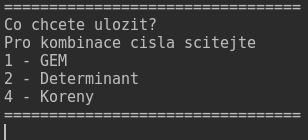 =================================
Co chcete ulozit?
Pro kombinace cisla scitejte
1 - GEM
2 - Determinant
4 - Koreny
=================================